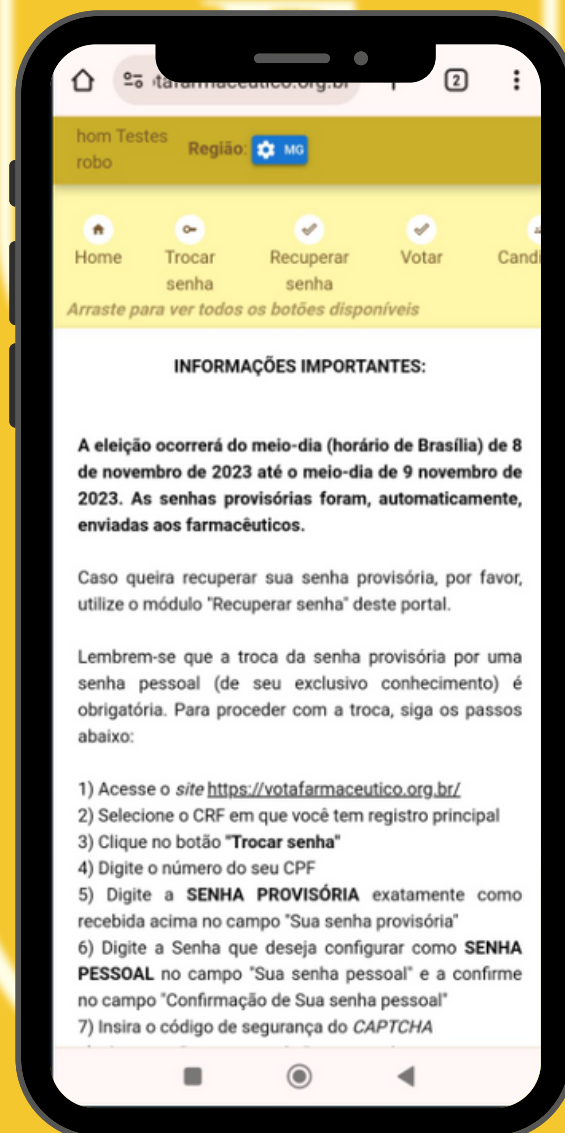 2
hom Testes
robo
Região:
MG
Home
Trocar
senha
Recuperar
senha
Votar
Candi
Arraste para ver todos os botões disponíveis
INFORMAÇÕES IMPORTANTES:
A eleição ocorrerá do meio-dia (horário de Brasília) de 8
de novembro de 2023 até o meio-dia de 9 novembro de
2023. As senhas provisórias foram, automaticamente,
enviadas aos farmacêuticos.
Caso queira recuperar sua senha provisória, por favor,
utilize o módulo "Recuperar senha" deste portal.
Lembrem-se que a troca da senha provisória por uma
senha pessoal (de seu exclusivo conhecimento) é
obrigatória. Para proceder com a troca, siga os passos
abaixo:
1) Acesse o site https://votafarmaceutico.org.br/
2) Selecione o CRF em que você tem registro principal
3) Clique no botão "Trocar senha"
4) Digite o número do seu CPF
5) Digite a SENHA PROVISÓRIA exatamente como
recebida acima no campo "Sua senha provisória"
6) Digite a Senha que deseja configurar como SENHA
PESSOAL no campo "Sua senha pessoal" e a confirme
no campo "Confirmação de Sua senha pessoal"
7) Insira o código de segurança do CAPTCHA